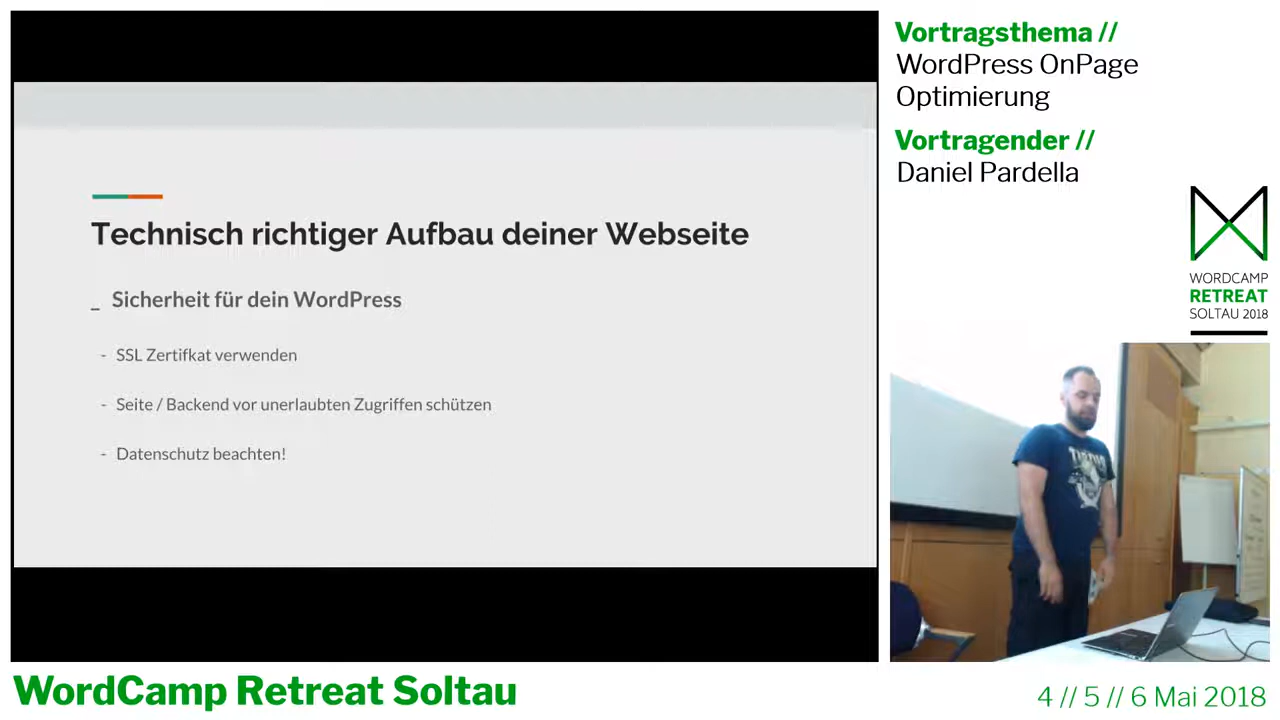 Technisch richtiger Aufbau deiner Webseite
_ Sicherheit für dein WordPress
- SSL Zertifkat verwenden
- Seite / Backend vor unerlaubten Zugriffen schützen
- Datenschutz beachten!
Vortragsthema //
WordPress OnPage
Optimierung
Vortragender //
Daniel Pardella
WORDCAMP
RETREAT
SOLTAU 2018
WordCamp Retreat Soltau
4 // 5 // 6 Mai 2018